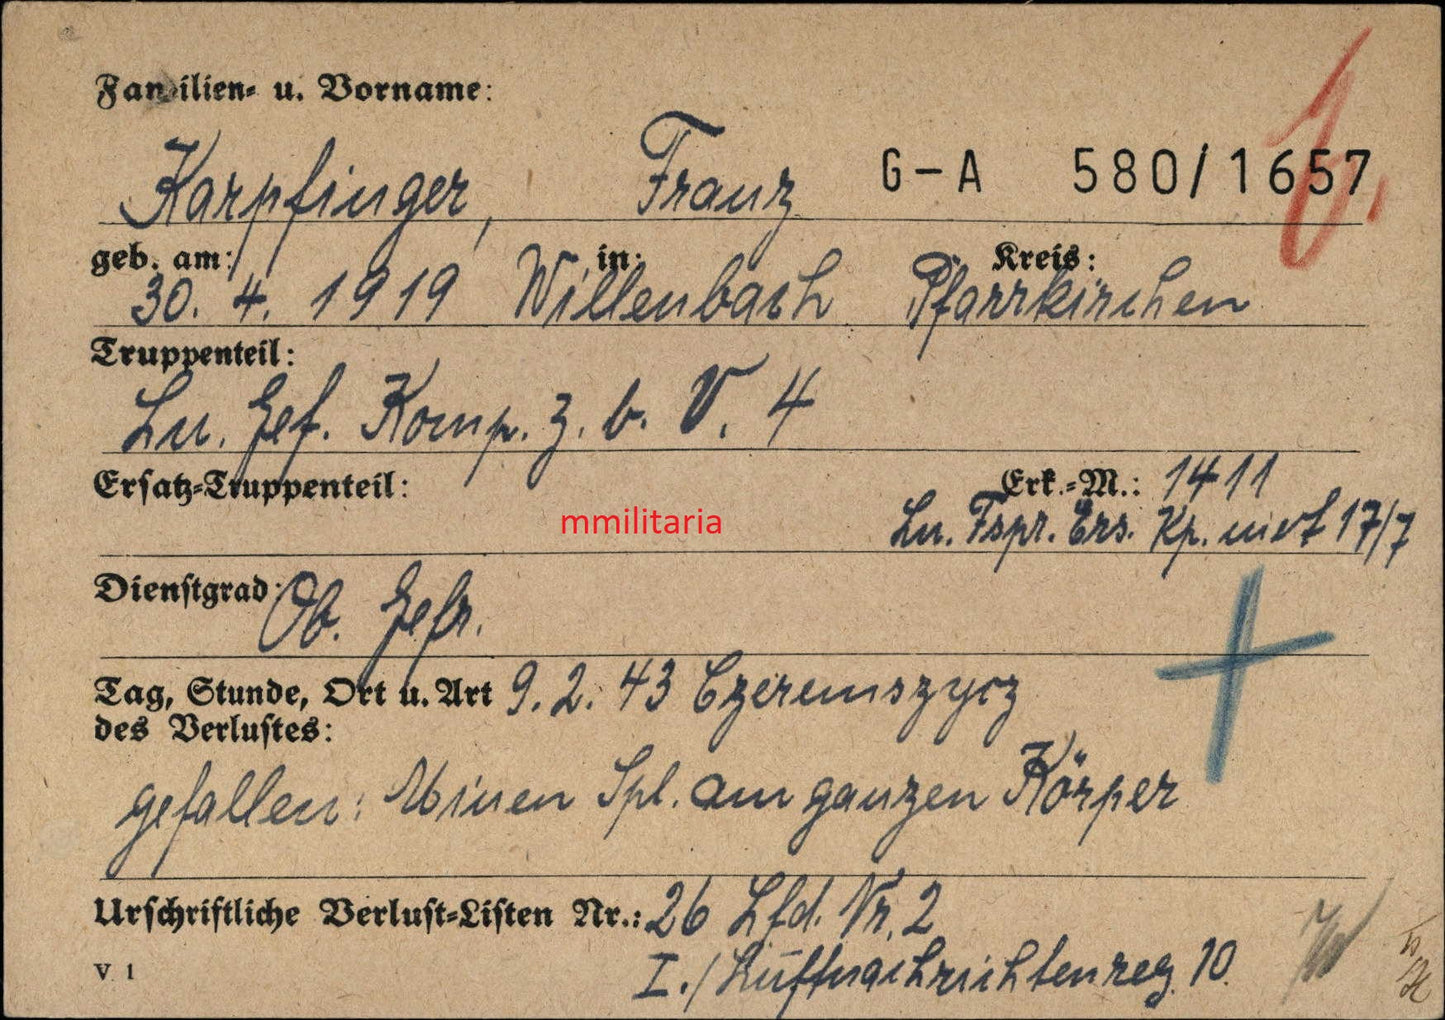 Familien- u. Vorname:
Karpfinger, Franz G-A 580/1657
geb. am: in: Kreis:
30. 4. 1919 Willenbach Pfarrkirchen
Truppenteil:
Ln. Gef. Komp. z. b. V. 4
Ersatz-Truppenteil: Erk.-M.: 1411
mmilitaria
Ln. Fspr. Ers. Kp. mot 17/7
Dienstgrad: Ob. Gefr.
Tag, Stunde, Ort u. Art 9. 2. 43 Czeremszycz
des Verlustes:
gefallen: Minen Spl. am ganzen Körper
Urschriftliche Verlust-Listen Nr.: 26 Lfd. Nr. 2
V. 1
I./Luftnachrichtenreg. 10.